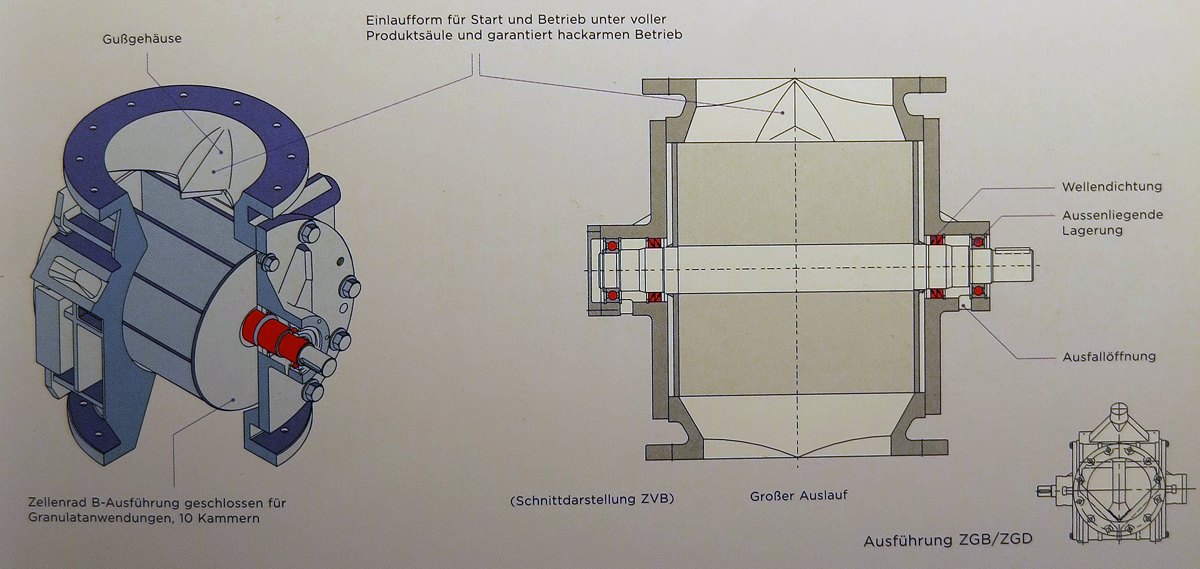 Einlaufform für Start und Betrieb unter voller
Produktsäule und garantiert hackarmen Betrieb
Gußgehäuse
Wellendichtung
Aussenliegende
Lagerung
Ausfallöffnung
Zellenrad B-Ausführung geschlossen für
Granulatanwendungen, 10 Kammern
(Schnittdarstellung ZVB)
Großer Auslauf
Ausführung ZGB/ZGD